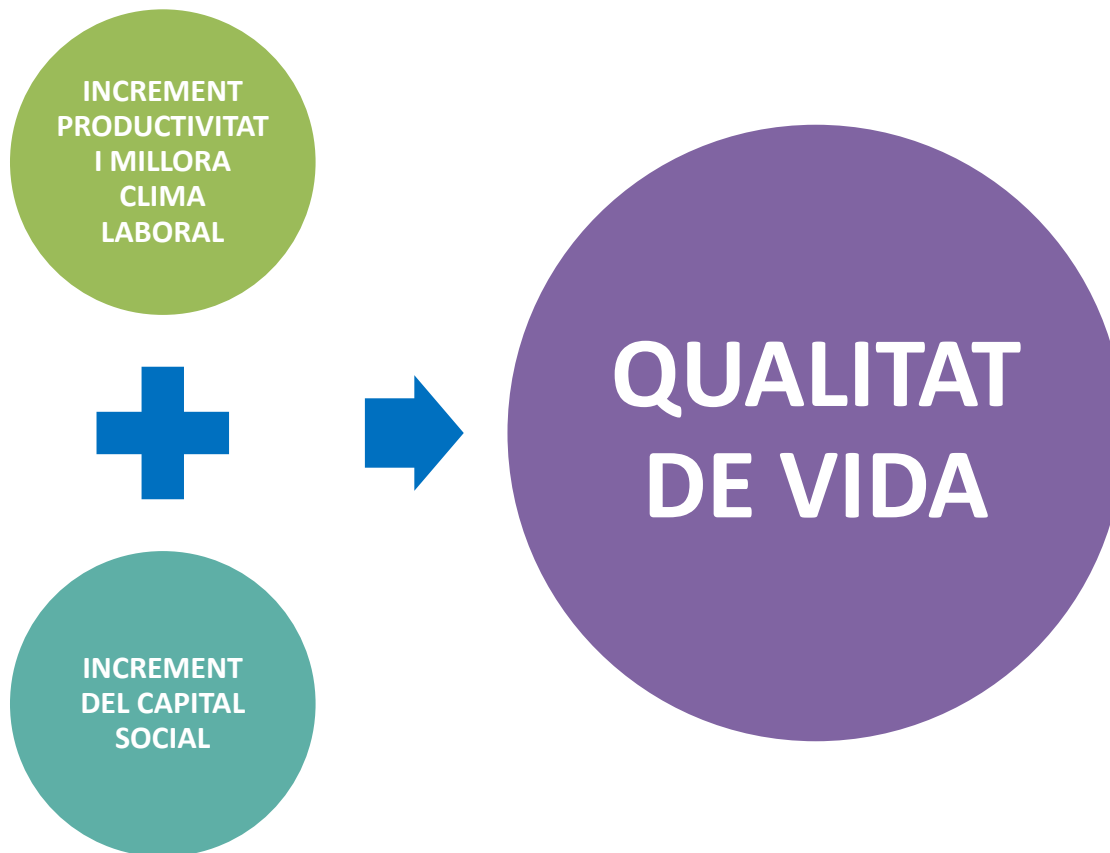 INCREMENT
PRODUCTIVITAT
I MILLORA
CLIMA
LABORAL
QUALITAT
DE VIDA
INCREMENT
DEL CAPITAL
SOCIAL